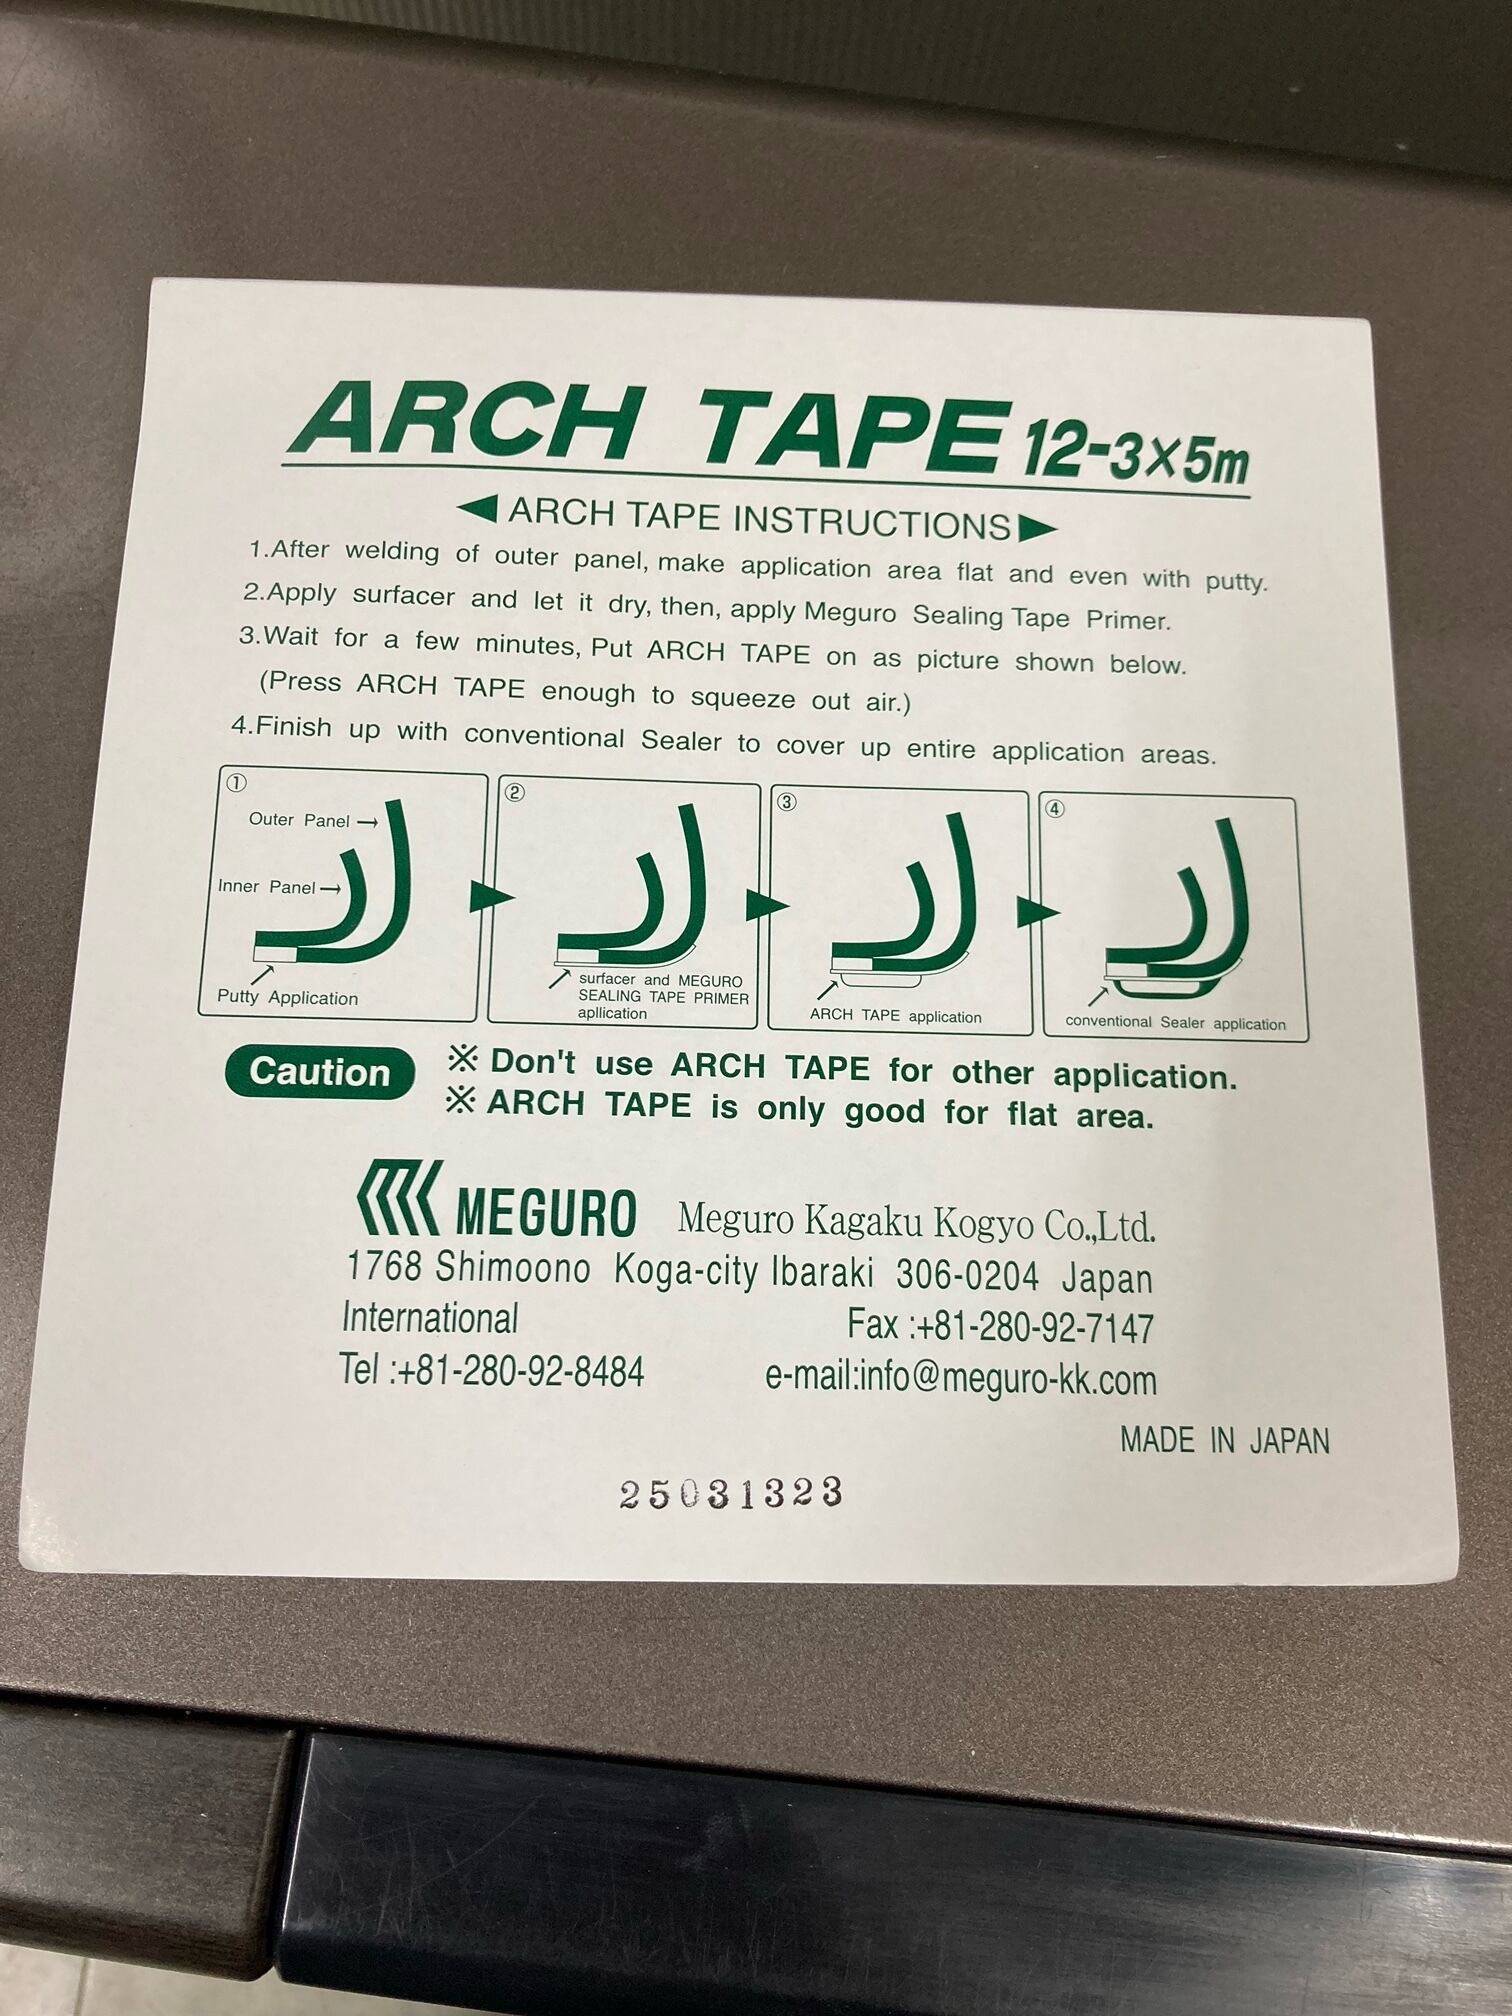 ARCH TAPE 12-3×5m
◀ARCH TAPE INSTRUCTIONS▶
1.After welding of outer panel, make application area flat and even with putty.
2.Apply surfacer and let it dry, then, apply Meguro Sealing Tape Primer.
3.Wait for a few minutes, Put ARCH TAPE on as picture shown below.
(Press ARCH TAPE enough to squeeze out air.)
4.Finish up with conventional Sealer to cover up entire application areas.
①
Outer Panel→
Inner Panel→
Putty Application
②
surfacer and MEGURO
SEALING TAPE PRIMER
apllication
③
ARCH TAPE application
④
conventional Sealer application
Caution
※ Don't use ARCH TAPE for other application.
※ ARCH TAPE is only good for flat area.
MEGURO Meguro Kagaku Kogyo Co.,Ltd.
1768 Shimoono Koga-city Ibaraki 306-0204 Japan
International Fax :+81-280-92-7147
Tel :+81-280-92-8484 e-mail:info@meguro-kk.com
MADE IN JAPAN
25031323